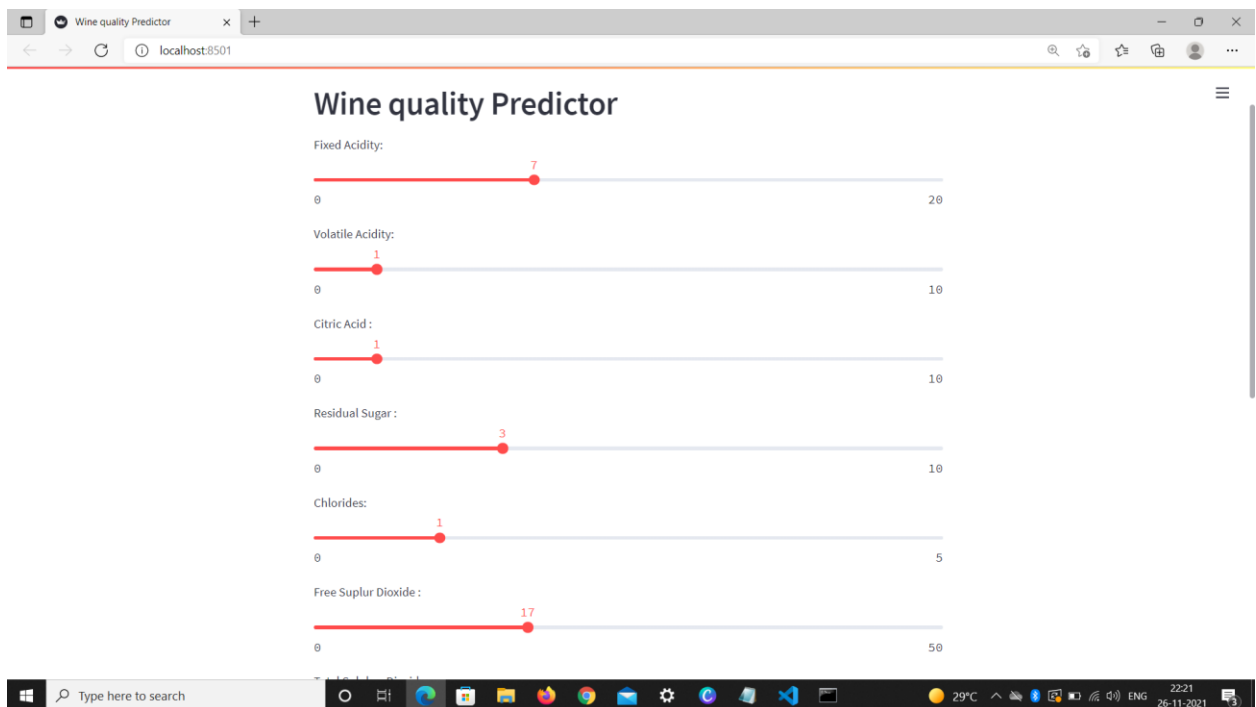 Wine quality Predictor
localhost:8501
Wine quality Predictor
Fixed Acidity:
7
0 20
Volatile Acidity:
1
0 10
Citric Acid :
1
0 10
Residual Sugar :
3
0 10
Chlorides:
1
0 5
Free Suplur Dioxide :
17
0 50
Type here to search
29°C ENG 22:21
26-11-2021
3